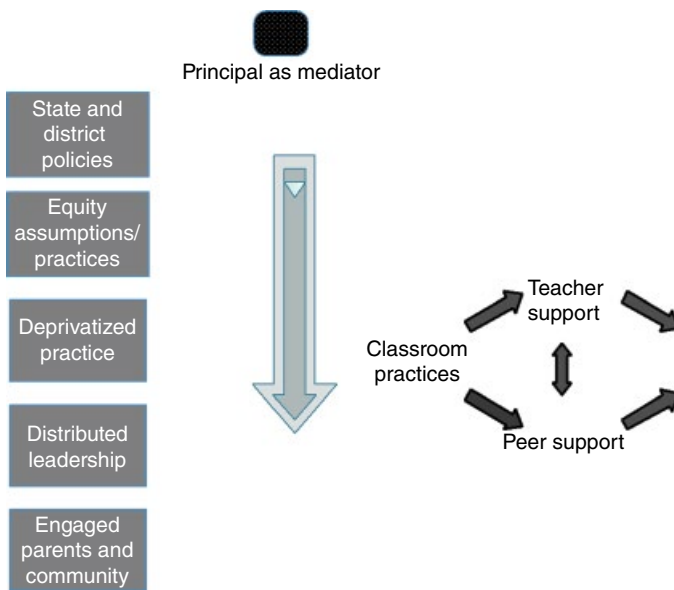 Principal as mediator
State and
district
policies
Equity
assumptions/
practices
Deprivatized
practice
Distributed
leadership
Engaged
parents and
community
Classroom
practices
Teacher
support
Peer support